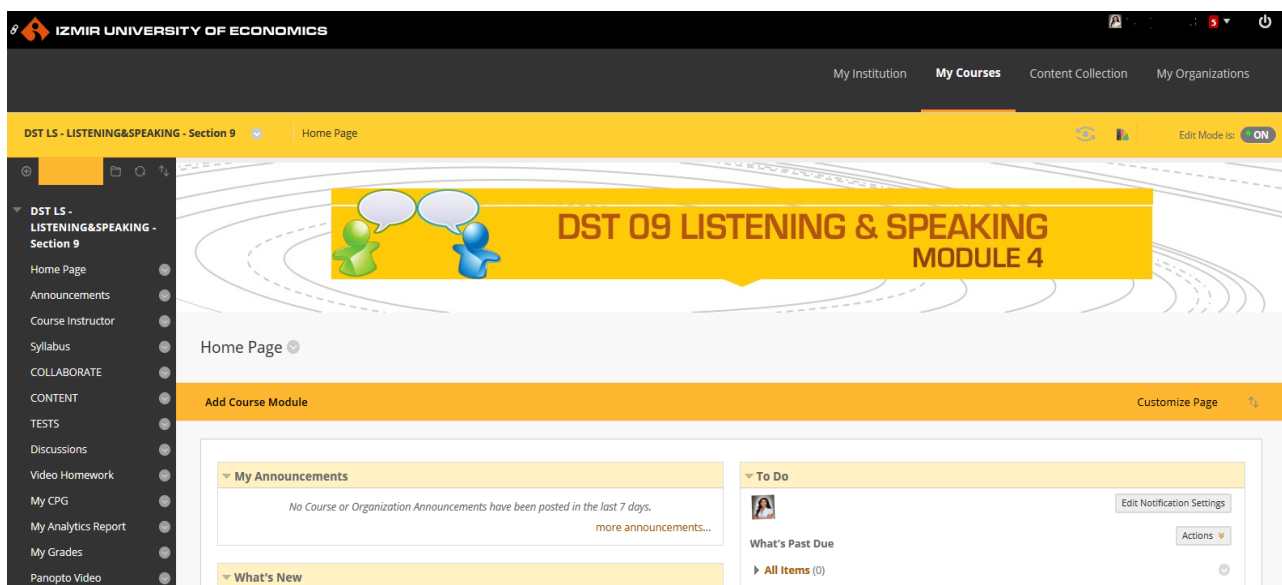 IZMIR UNIVERSITY OF ECONOMICS
5
My Institution My Courses Content Collection My Organizations
DST LS - LISTENING&SPEAKING - Section 9 Home Page Edit Mode is: ON
DST LS -
LISTENING&SPEAKING -
Section 9
Home Page
Announcements
Course Instructor
Syllabus
COLLABORATE
CONTENT
TESTS
Discussions
Video Homework
My CPG
My Analytics Report
My Grades
Panopto Video
DST 09 LISTENING & SPEAKING
MODULE 4
Home Page
Add Course Module Customize Page
My Announcements
No Course or Organization Announcements have been posted in the last 7 days.
more announcements...
What's New
To Do
Edit Notification Settings
Actions
What's Past Due
All Items (0)